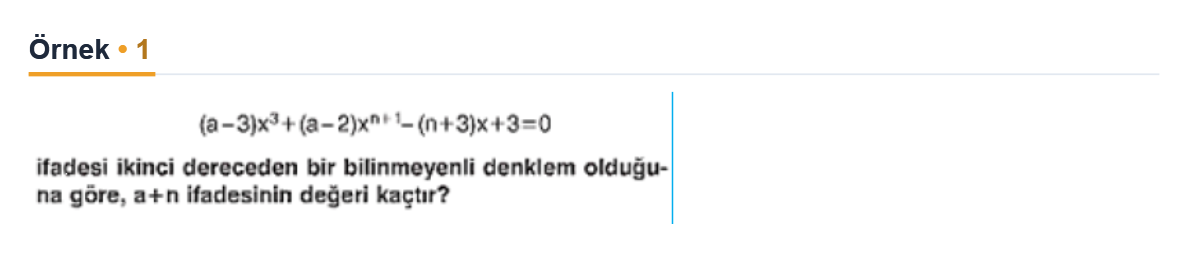 Örnek • 1
(a-3)x³+(a-2)xⁿ⁺¹-(n+3)x+3=0
ifadesi ikinci dereceden bir bilinmeyenli denklem olduğu-
na göre, a+n ifadesinin değeri kaçtır?